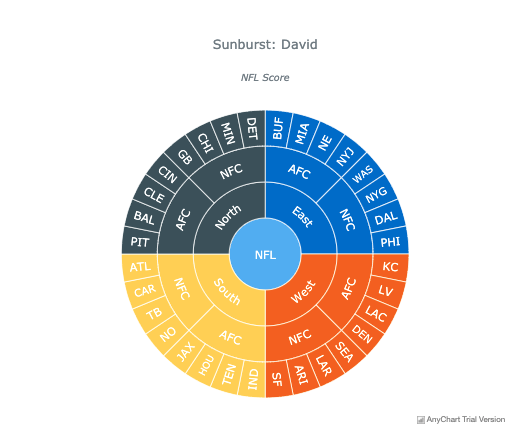 Sunburst: David
NFL Score
NFL
East
AFC
BUF
MIA
NE
NYJ
NFC
WAS
NYG
DAL
PHI
West
AFC
KC
LV
LAC
DEN
NFC
SEA
LAR
ARI
SF
South
AFC
IND
TEN
HOU
JAX
NFC
NO
TB
CAR
ATL
North
AFC
PIT
BAL
CLE
CIN
NFC
GB
CHI
MIN
DET
AnyChart Trial Version